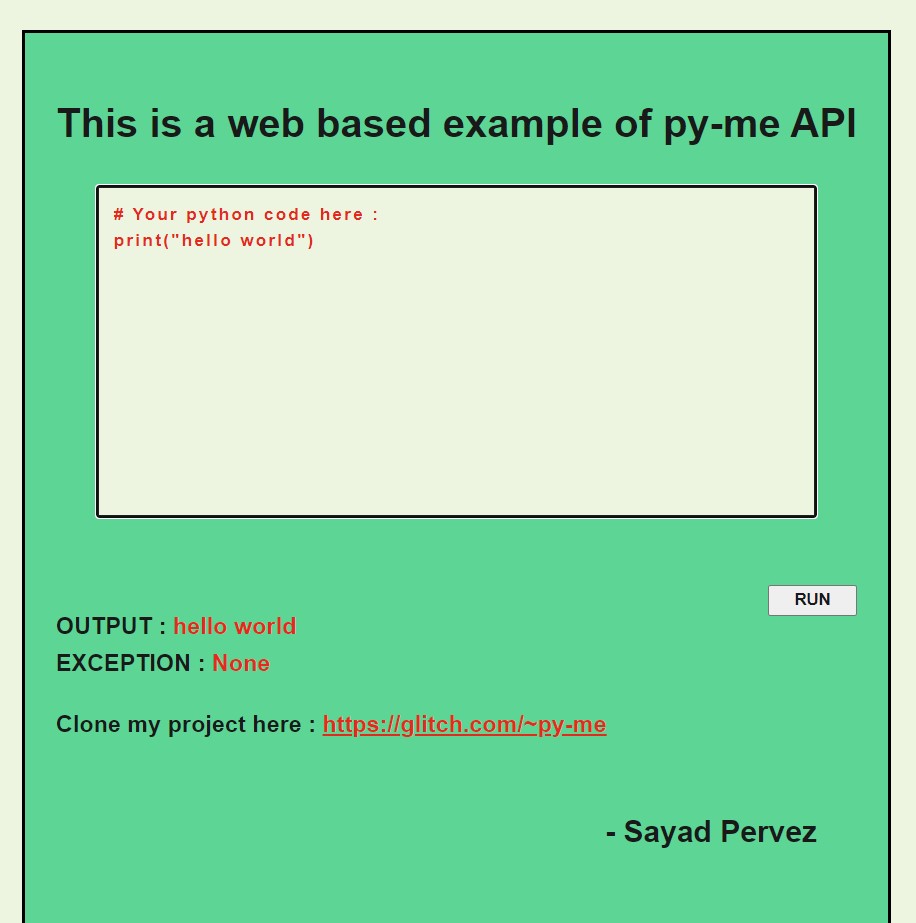 This is a web based example of py-me API
# Your python code here :
print("hello world")
RUN
OUTPUT : hello world
EXCEPTION : None
Clone my project here : https://glitch.com/~py-me
- Sayad Pervez